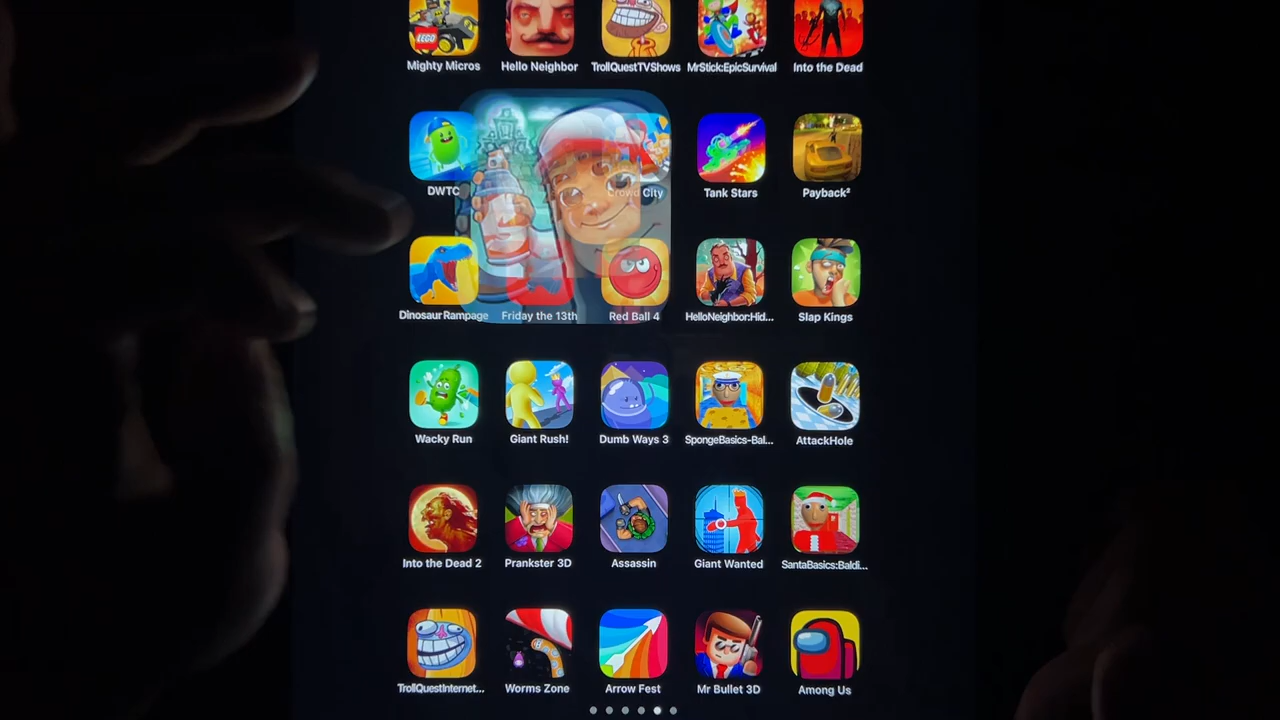 LEGO
Mighty Micros
Hello Neighbor
TrollQuestTVShows
MrStick:EpicSurvival
Into the Dead
DWTC
Crowd City
Tank Stars
Payback²
Dinosaur Rampage
Friday the 13th
Red Ball 4
HelloNeighbor:Hid...
Slap Kings
Wacky Run
Giant Rush!
Dumb Ways 3
SpongeBasics-Bal...
AttackHole
Into the Dead 2
Prankster 3D
Assassin
Giant Wanted
SantaBasics:Baldi...
TrollQuestInternet...
Worms Zone
Arrow Fest
Mr Bullet 3D
Among Us